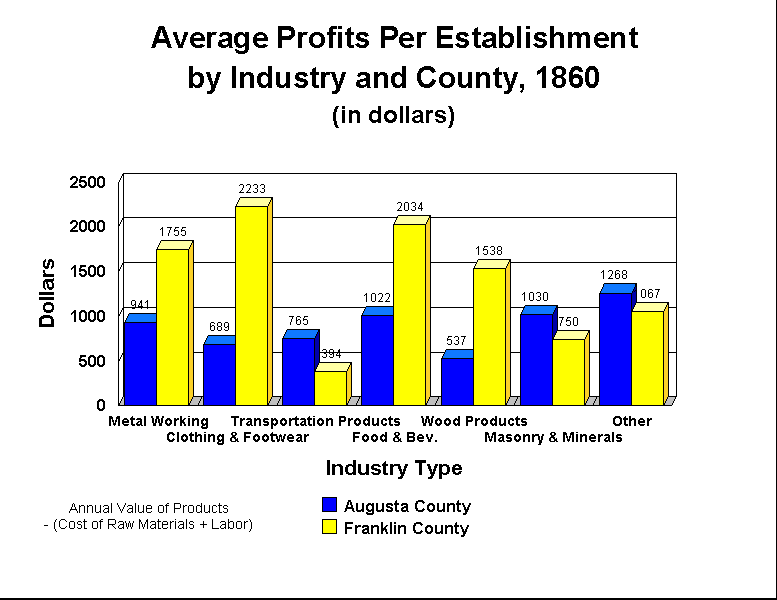 Average Profits Per Establishment
by Industry and County, 1860
(in dollars)
Dollars
2500
2000
1500
1000
500
0
941
1755
689
2233
765
394
1022
2034
537
1538
1030
750
1268
067
Metal Working
Clothing & Footwear
Transportation Products
Food & Bev.
Wood Products
Masonry & Minerals
Other
Industry Type
Annual Value of Products
- (Cost of Raw Materials + Labor)
Augusta County
Franklin County